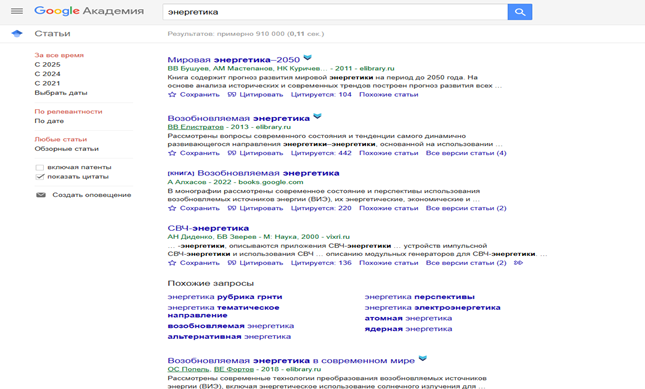 Google Академия
энергетика
Статьи
Результатов: примерно 910 000 (0,11 сек.)
За все время
С 2025
С 2024
С 2021
Выбрать даты
По релевантности
По дате
Любые статьи
Обзорные статьи
включая патенты
показать цитаты
Создать оповещение
Мировая энергетика–2050
ВВ Бушуев, АМ Мастепанов, НК Куричев… - 2011 - elibrary.ru
Книга содержит прогноз развития мировой энергетики на период до 2050 года. На
основе анализа исторических и современных трендов построен прогноз развития всех …
Сохранить Цитировать Цитируется: 104 Похожие статьи
Возобновляемая энергетика
ВВ Елистратов - 2013 - elibrary.ru
Рассмотрены вопросы современного состояния и тенденции самого динамично
развивающегося направления энергетики–энергетики, основанной на использовании …
Сохранить Цитировать Цитируется: 442 Похожие статьи Все версии статьи (4)
[КНИГА] Возобновляемая энергетика
А Алхасов - 2022 - books.google.com
В монографии рассмотрены современное состояние и перспективы использования
возобновляемых источников энергии (ВИЭ), их энергетические, экономические и …
Сохранить Цитировать Цитируется: 220 Похожие статьи Все версии статьи (2)
СВЧ-энергетика
АН Диденко, БВ Зверев - М: Наука, 2000 - vixri.ru
… -энергетики, описываются приложения СВЧ-энергетики … устройств импульсной
СВЧ-энергетики и использования СВЧ … описанию модульных генераторов для СВЧ-энергетики. …
Сохранить Цитировать Цитируется: 136 Похожие статьи Все версии статьи (2)
Похожие запросы
энергетика рубрика грнти
энергетика тематическое
направление
возобновляемая энергетика
альтернативная энергетика
энергетика перспективы
энергетика электроэнергетика
атомная энергетика
ядерная энергетика
Возобновляемая энергетика в современном мире
ОС Попель, ВЕ Фортов - 2018 - elibrary.ru
Рассмотрены современные технологии преобразования возобновляемых источников
энергии (ВИЭ), включая энергетическое использование солнечного излучения для …